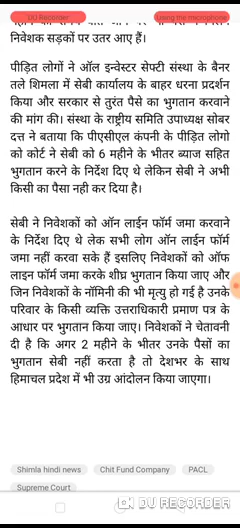 DU Recorder
using the microphone
निवेशक सड़कों पर उतर आए हैं।
पीड़ित लोगों ने ऑल इन्वेस्टर सेफ्टी संस्था के बैनर
तले शिमला में सेबी कार्यालय के बाहर धरना प्रदर्शन
किया और सरकार से तुरंत पैसे का भुगतान करवाने
की मांग की। संस्था के राष्ट्रीय समिति उपाध्यक्ष सोबर
दत्त ने बताया कि पीएसीएल कंपनी के पीड़ित लोगो
को कोर्ट ने सेबी को 6 महीने के भीतर ब्याज सहित
भुगतान करने के निर्देश दिए थे लेकिन सेबी ने अभी
किसी का पैसा नही कर दिया है।
सेबी ने निवेशकों को ऑन लाईन फॉर्म जमा करवाने
के निर्देश दिए थे लेक सभी लोग ऑन लाईन फॉर्म
जमा नहीं करवा सके हैं इसलिए निवेशकों को ऑफ
लाइन फॉर्म जमा करके शीघ्र भुगतान किया जाए और
जिन निवेशकों के नॉमिनी की भी मृत्यु हो गई है उनके
परिवार के किसी व्यक्ति उत्तराधिकारी प्रमाण पत्र के
आधार पर भुगतान किया जाए। निवेशकों ने चेतावनी
दी है कि अगर 2 महीने के भीतर उनके पैसों का
भुगतान सेबी नहीं करता है तो देशभर के साथ
हिमाचल प्रदेश में भी उग्र आंदोलन किया जाएगा।
Shimla hindi news
Chit Fund Company
PACL
Supreme Court
DU RECORDER